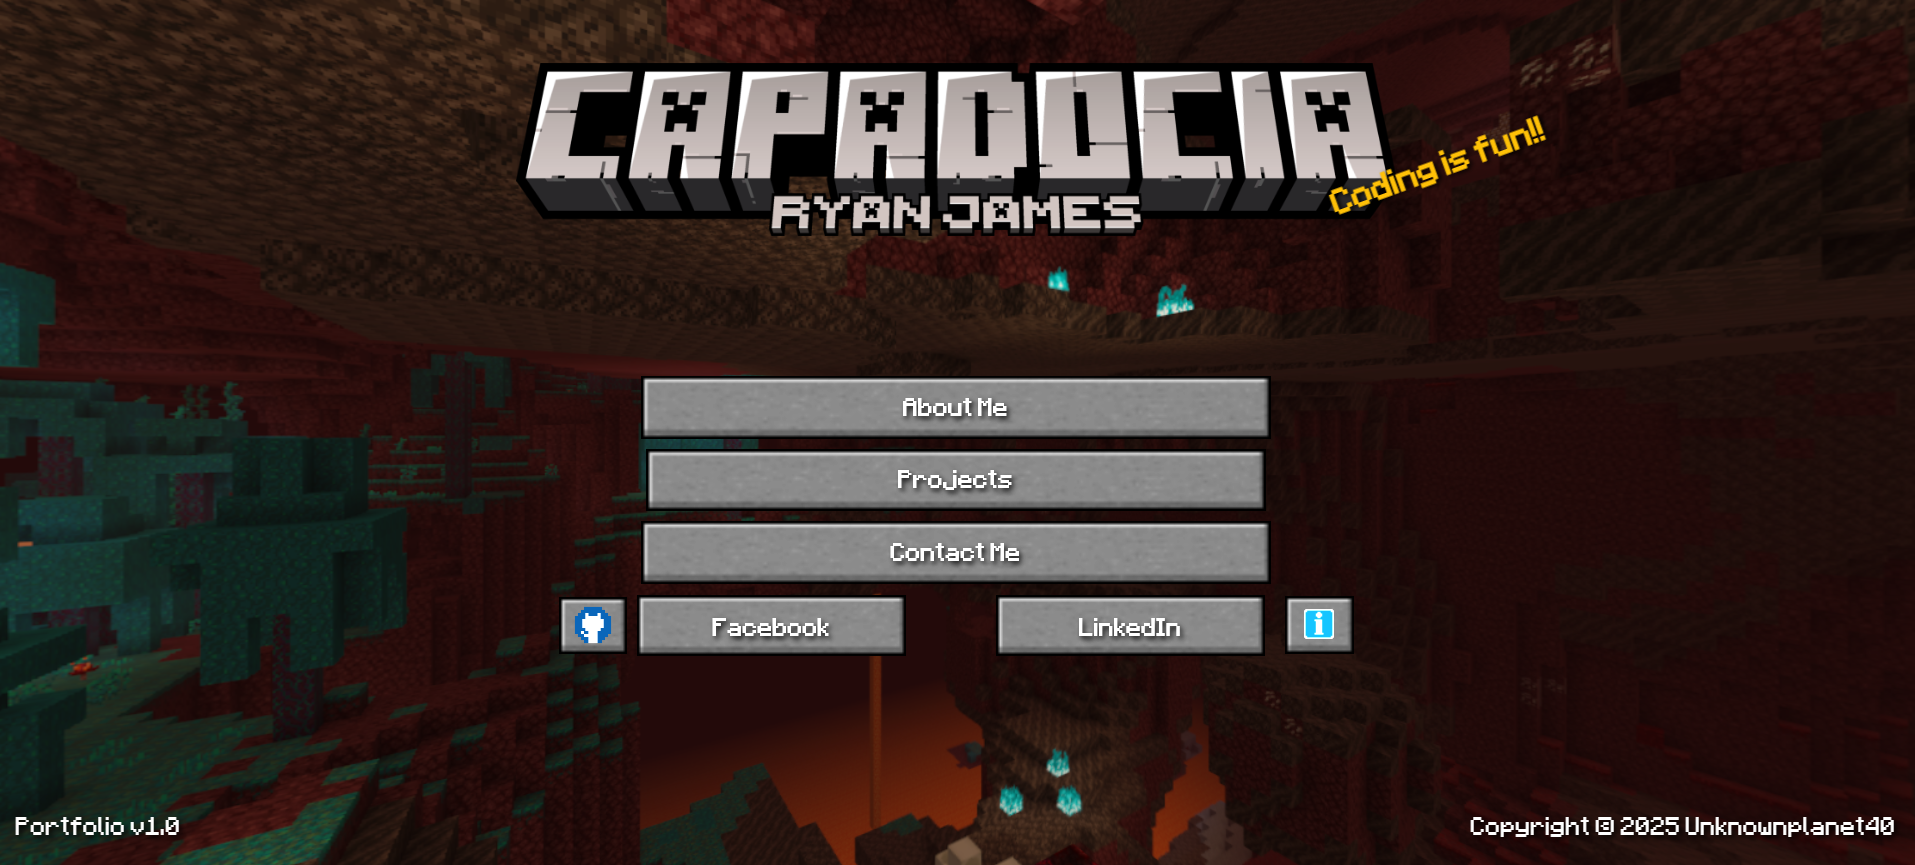 CAPADOCIA
RYAN JAMES
Coding is fun!!
About Me
Projects
Contact Me
Facebook
LinkedIn
i
Portfolio v1.0
Copyright © 2025 Unknownplanet40